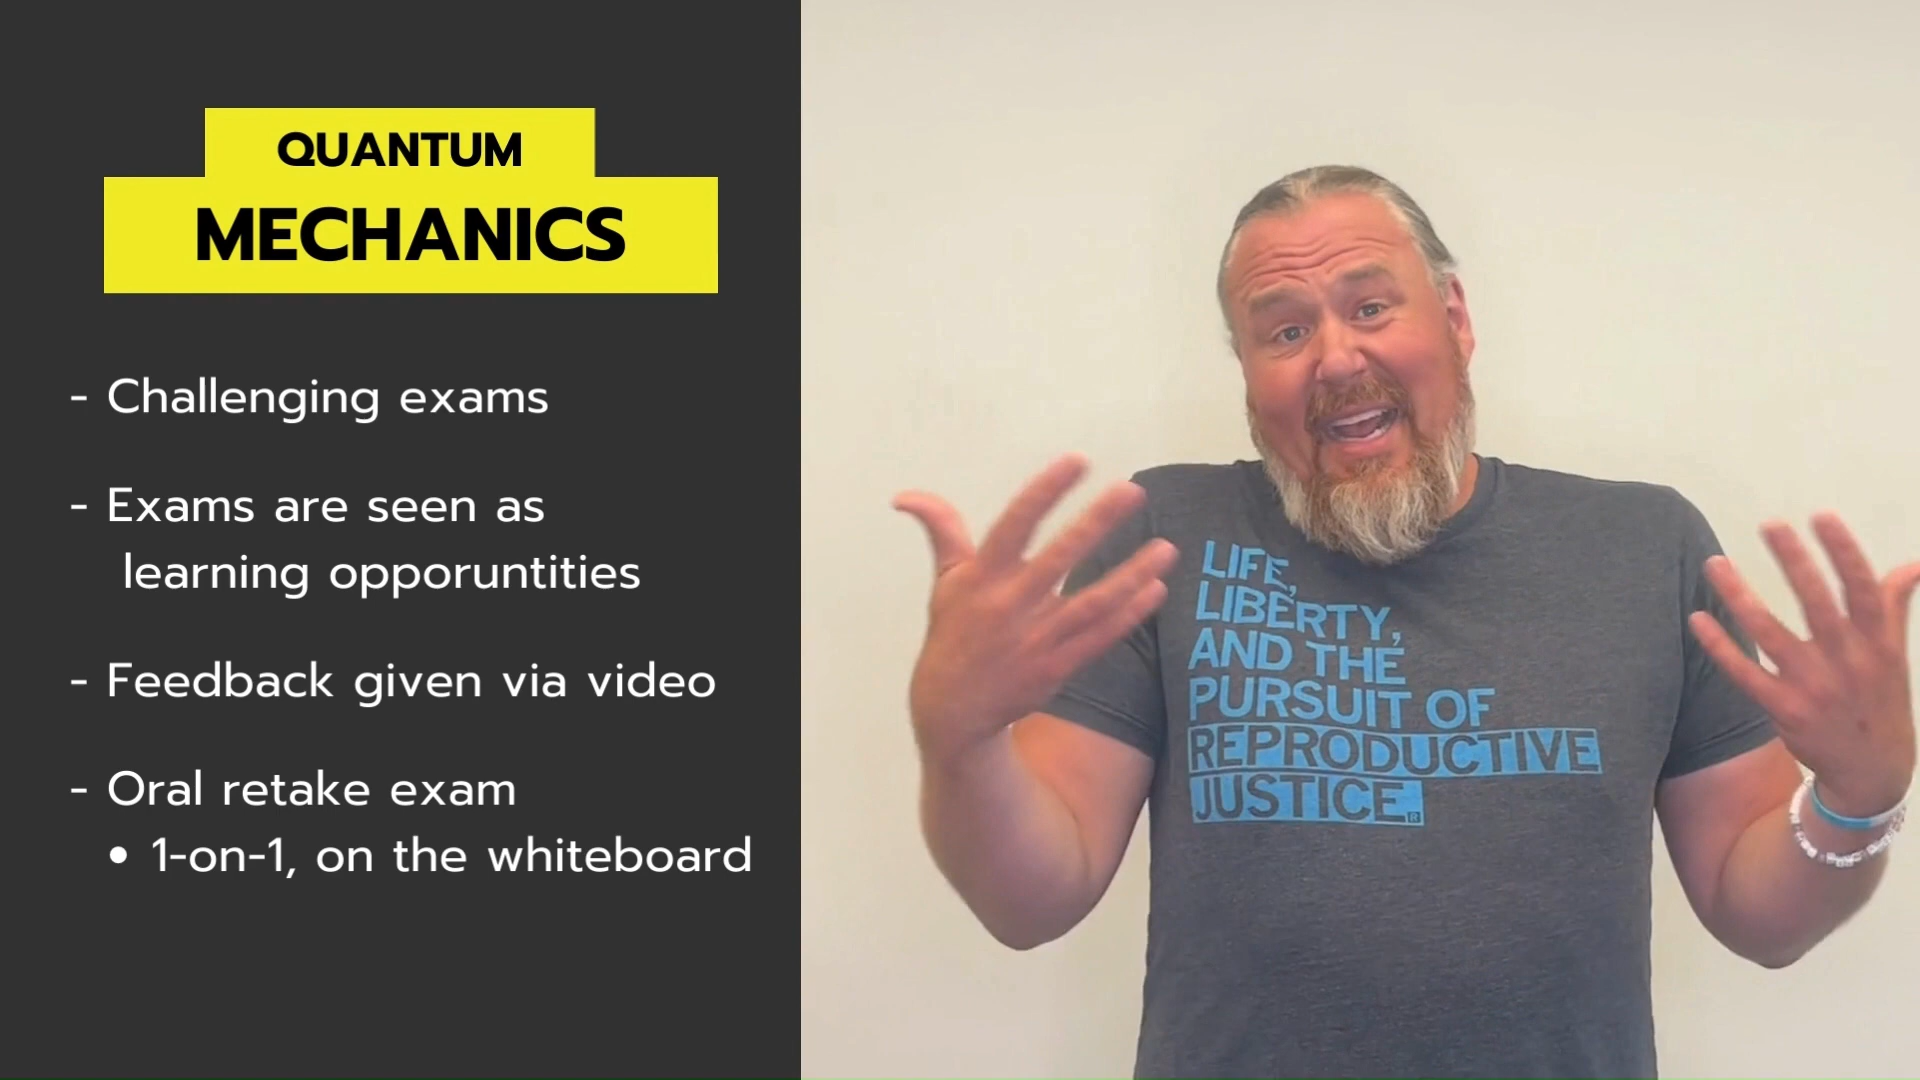 QUANTUM
MECHANICS
- Challenging exams
- Exams are seen as
learning opporuntities
- Feedback given via video
- Oral retake exam
• 1-on-1, on the whiteboard
LIFE,
LIBERTY,
AND THE
PURSUIT OF
REPRODUCTIVE
JUSTICE.